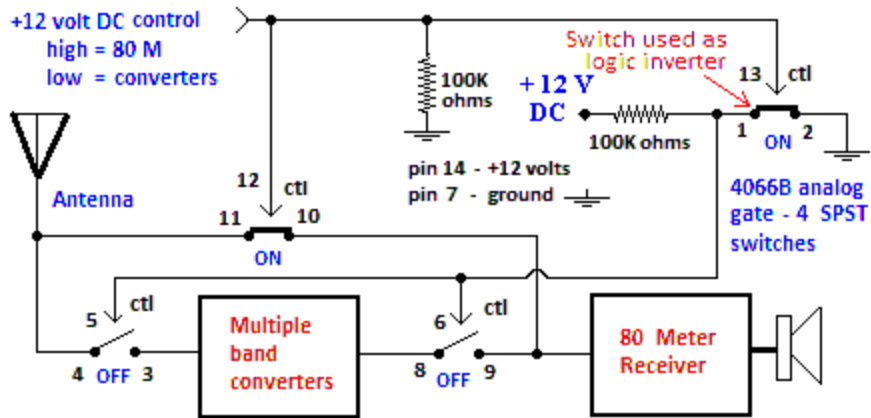 +12 volt DC control
high = 80 M
low = converters
Switch used as
logic inverter
13 ctl
100K
ohms
+ 12 V
DC
100K ohms
1
2
ON
pin 14 - +12 volts
pin 7 - ground
4066B analog
gate - 4 SPST
switches
Antenna
12
ctl
11
10
ON
5
ctl
4 OFF 3
Multiple
band
converters
6
ctl
8 OFF 9
80 Meter
Receiver